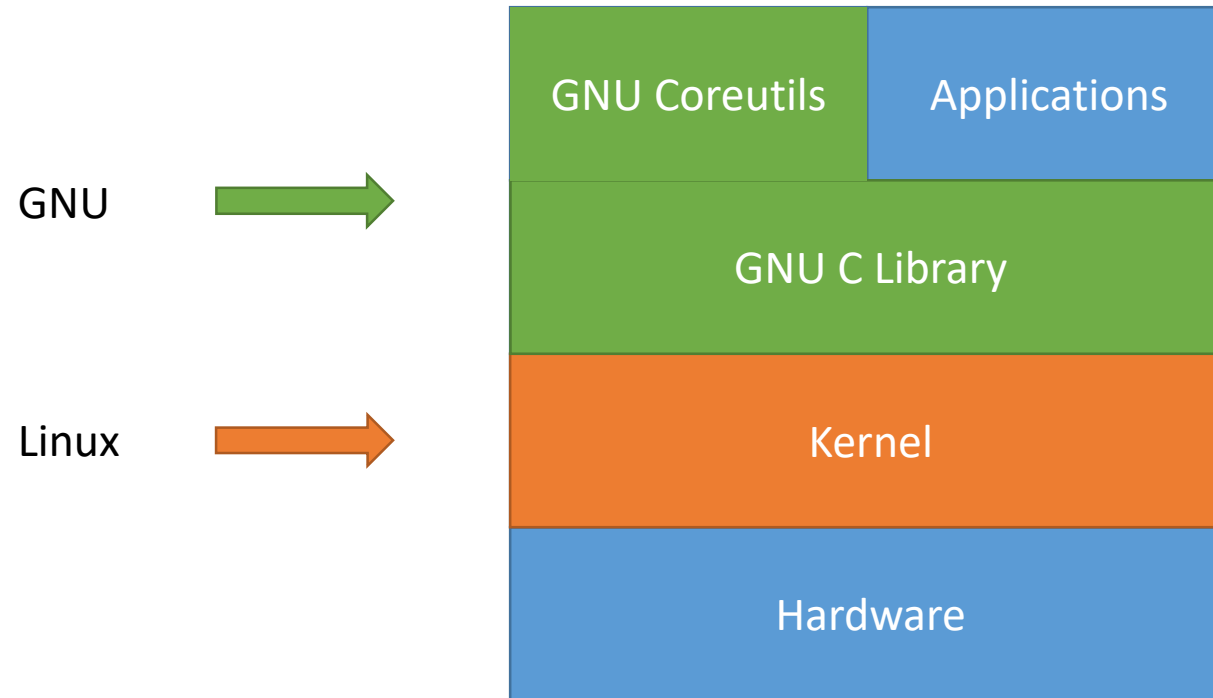 GNU Coreutils
Applications
GNU
GNU C Library
Linux
Kernel
Hardware